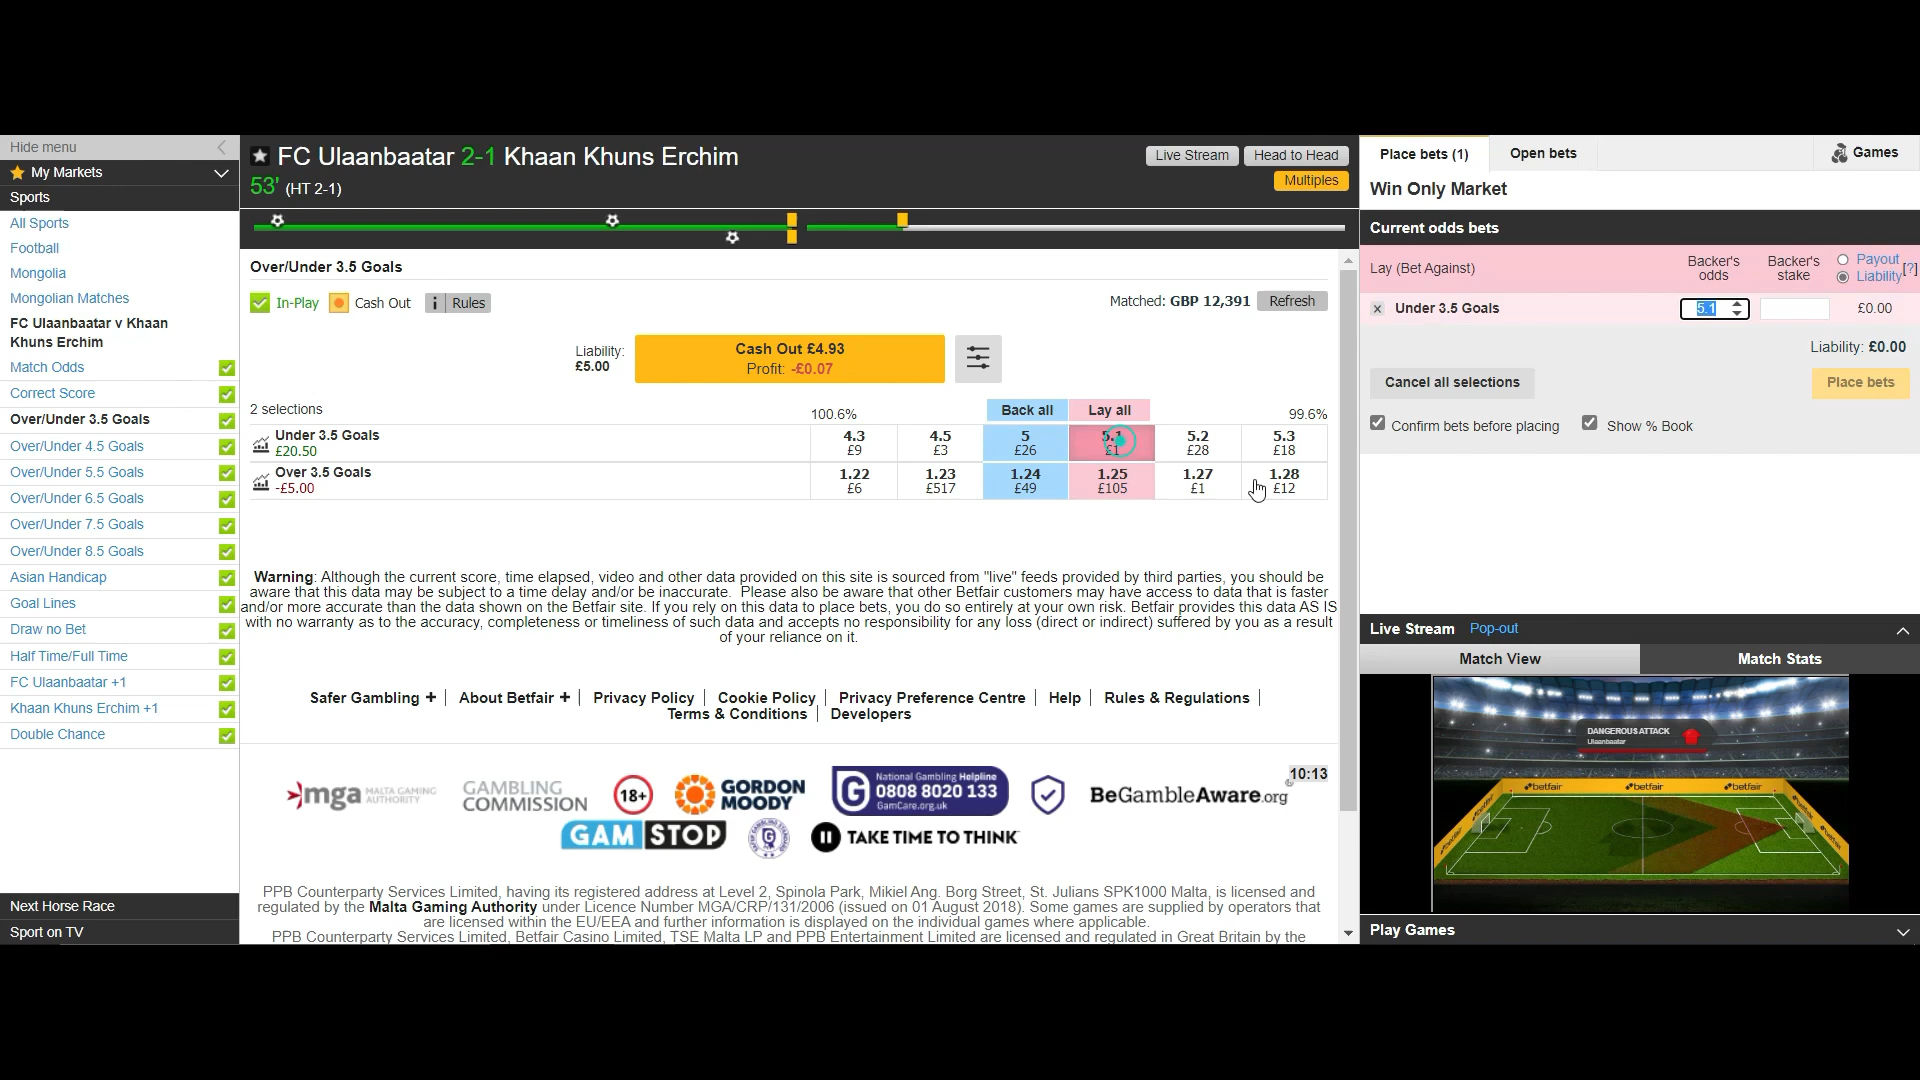 Hide menu
My Markets
Sports
All Sports
Football
Mongolia
Mongolian Matches
FC Ulaanbaatar v Khaan
Khuns Erchim
Match Odds
Correct Score
Over/Under 3.5 Goals
Over/Under 4.5 Goals
Over/Under 5.5 Goals
Over/Under 6.5 Goals
Over/Under 7.5 Goals
Over/Under 8.5 Goals
Asian Handicap
Goal Lines
Draw no Bet
Half Time/Full Time
FC Ulaanbaatar +1
Khaan Khuns Erchim +1
Double Chance
Next Horse Race
Sport on TV
FC Ulaanbaatar 2-1 Khaan Khuns Erchim
53' (HT 2-1)
Live Stream Head to Head
Multiples
Over/Under 3.5 Goals
In-Play Cash Out i Rules
Matched: GBP 12,391 Refresh
Liability:
£5.00
Cash Out £4.93
Profit: -£0.07
2 selections 100.6% Back all Lay all 99.6%
Under 3.5 Goals 4.3 4.5 5 5.1 5.2 5.3
£20.50 £9 £3 £26 £1 £28 £18
Over 3.5 Goals 1.22 1.23 1.24 1.25 1.27 1.28
-£5.00 £6 £517 £49 £105 £1 £12
Warning: Although the current score, time elapsed, video and other data provided on this site is sourced from "live" feeds provided by third parties, you should be
aware that this data may be subject to a time delay and/or be inaccurate. Please also be aware that other Betfair customers may have access to data that is faster
and/or more accurate than the data shown on the Betfair site. If you rely on this data to place bets, you do so entirely at your own risk. Betfair provides this data AS IS
with no warranty as to the accuracy, completeness or timeliness of such data and accepts no responsibility for any loss (direct or indirect) suffered by you as a result
of your reliance on it.
Safer Gambling + | About Betfair + | Privacy Policy | Cookie Policy | Privacy Preference Centre | Help | Rules & Regulations |
Terms & Conditions | Developers
10:13
mga MALTA GAMING
AUTHORITY
GAMBLING
COMMISSION
18+
GORDON
MOODY
National Gambling Helpline
0808 8020 133
GamCare.org.uk
BeGambleAware.org
GAMSTOP
TAKE TIME TO THINK
PPB Counterparty Services Limited, having its registered address at Level 2, Spinola Park, Mikiel Ang. Borg Street, St. Julians SPK1000 Malta, is licensed and
regulated by the Malta Gaming Authority under Licence Number MGA/CRP/131/2006 (issued on 01 August 2018). Some games are supplied by operators that
are licensed within the EU/EEA and further information is displayed on the individual games where applicable.
PPB Counterparty Services Limited, Betfair Casino Limited, TSE Malta LP and PPB Entertainment Limited are licensed and regulated in Great Britain by the
Place bets (1) Open bets Games
Win Only Market
Current odds bets
Lay (Bet Against) Backer's
odds Backer's
stake Payout
Liability [?]
x Under 3.5 Goals 5.1 £0.00
Liability: £0.00
Cancel all selections Place bets
Confirm bets before placing Show % Book
Live Stream Pop-out
Match View Match Stats
DANGEROUS ATTACK
Ulaanbaatar
betfair betfair betfair
Play Games